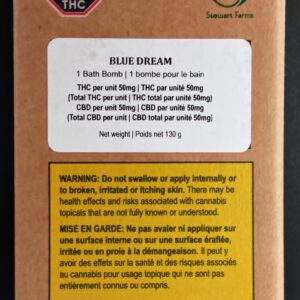 THC
Stewart Farms
BLUE DREAM
1 Bath Bomb | 1 bombe pour le bain
THC per unit 50mg | THC par unité 50mg
(Total THC per unit | THC total par unité 50mg)
CBD per unit 50mg | CBD par unité 50mg
(Total CBD per unit | CBD total par unité 50mg)
Net weight | Poids net 130 g
WARNING: Do not swallow or apply internally or
to broken, irritated or itching skin. There may be
health effects and risks associated with cannabis
topicals that are not fully known or understood.
MISE EN GARDE: Ne pas avaler ni appliquer sur
une surface interne ou sur une surface éraflée,
irritée ou en proie à la démangeaison. Il peut y
avoir des effets sur la santé et des risques associés
au cannabis pour usage topique qui ne sont pas
entièrement connus ou compris.